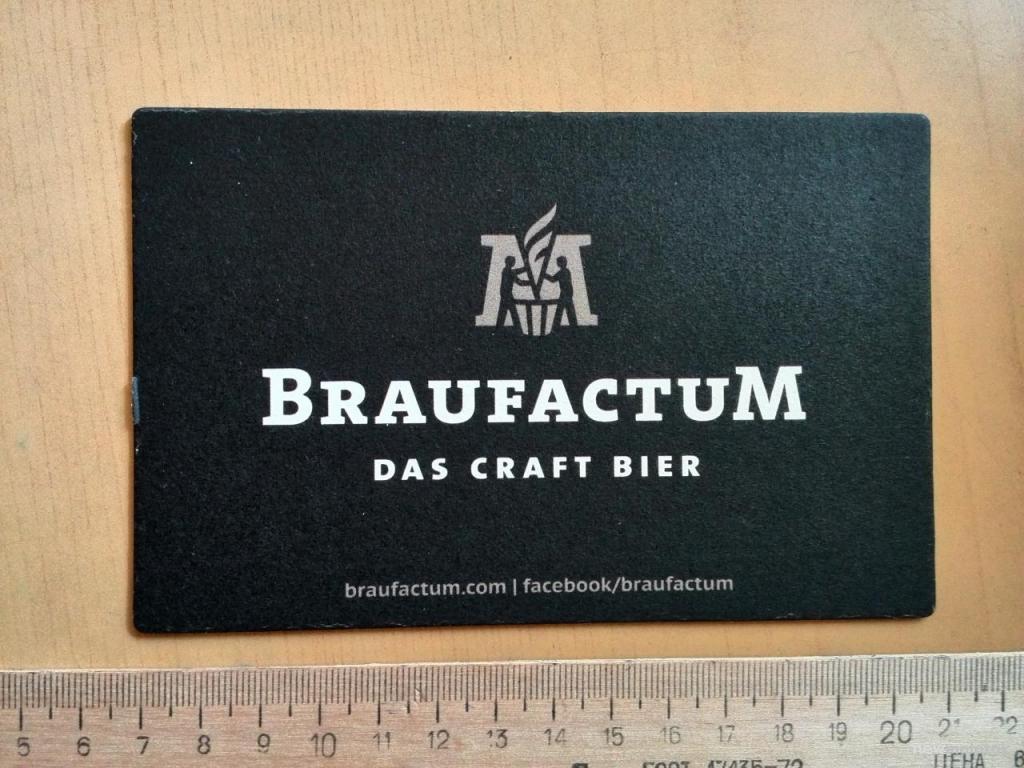 BRAUFACTUM
DAS CRAFT BIER
braufactum.com | facebook/braufactum
5 6 7 8 9 10 11 12 13 14 15 16 17 18 19 20 21 22
ЦЕНА